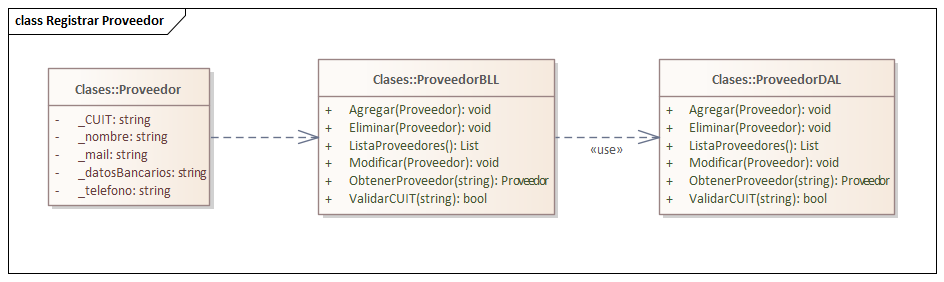 class Registrar Proveedor
Clases::Proveedor
- _CUIT: string
- _nombre: string
- _mail: string
- _datosBancarios: string
- _telefono: string
Clases::ProveedorBLL
+ Agregar(Proveedor): void
+ Eliminar(Proveedor): void
+ ListaProveedores(): List
+ Modificar(Proveedor): void
+ ObtenerProveedor(string): Proveedor
+ ValidarCUIT(string): bool
«use»
Clases::ProveedorDAL
+ Agregar(Proveedor): void
+ Eliminar(Proveedor): void
+ ListaProveedores(): List
+ Modificar(Proveedor): void
+ ObtenerProveedor(string): Proveedor
+ ValidarCUIT(string): bool